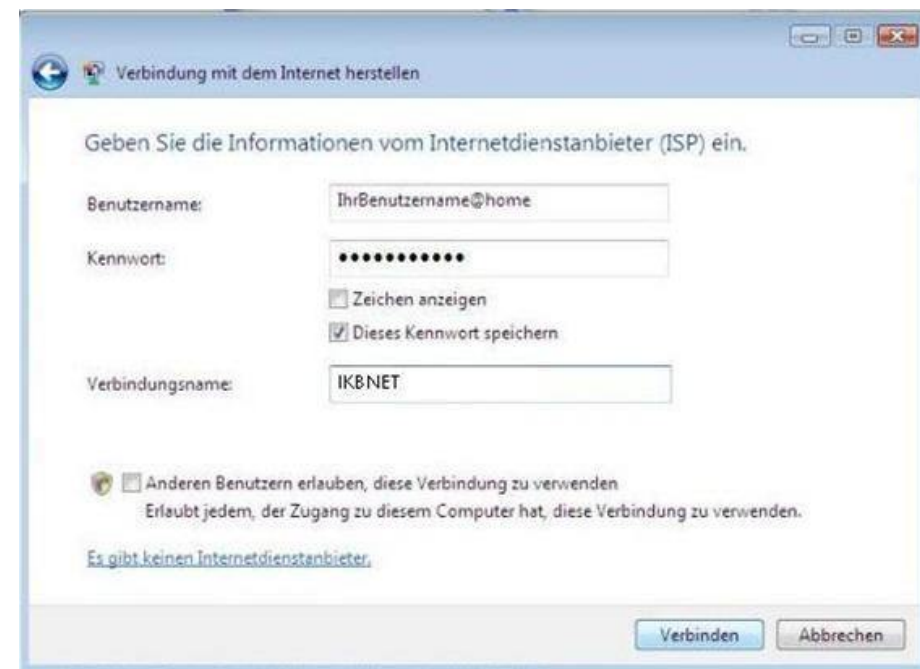 Verbindung mit dem Internet herstellen
Geben Sie die Informationen vom Internetdienstanbieter (ISP) ein.
Benutzername: IhrBenutzername@home
Kennwort: ●●●●●●●●●●●
Zeichen anzeigen
Dieses Kennwort speichern
Verbindungsname: IKBNET
Anderen Benutzern erlauben, diese Verbindung zu verwenden
Erlaubt jedem, der Zugang zu diesem Computer hat, diese Verbindung zu verwenden.
Es gibt keinen Internetdienstanbieter.
Verbinden Abbrechen